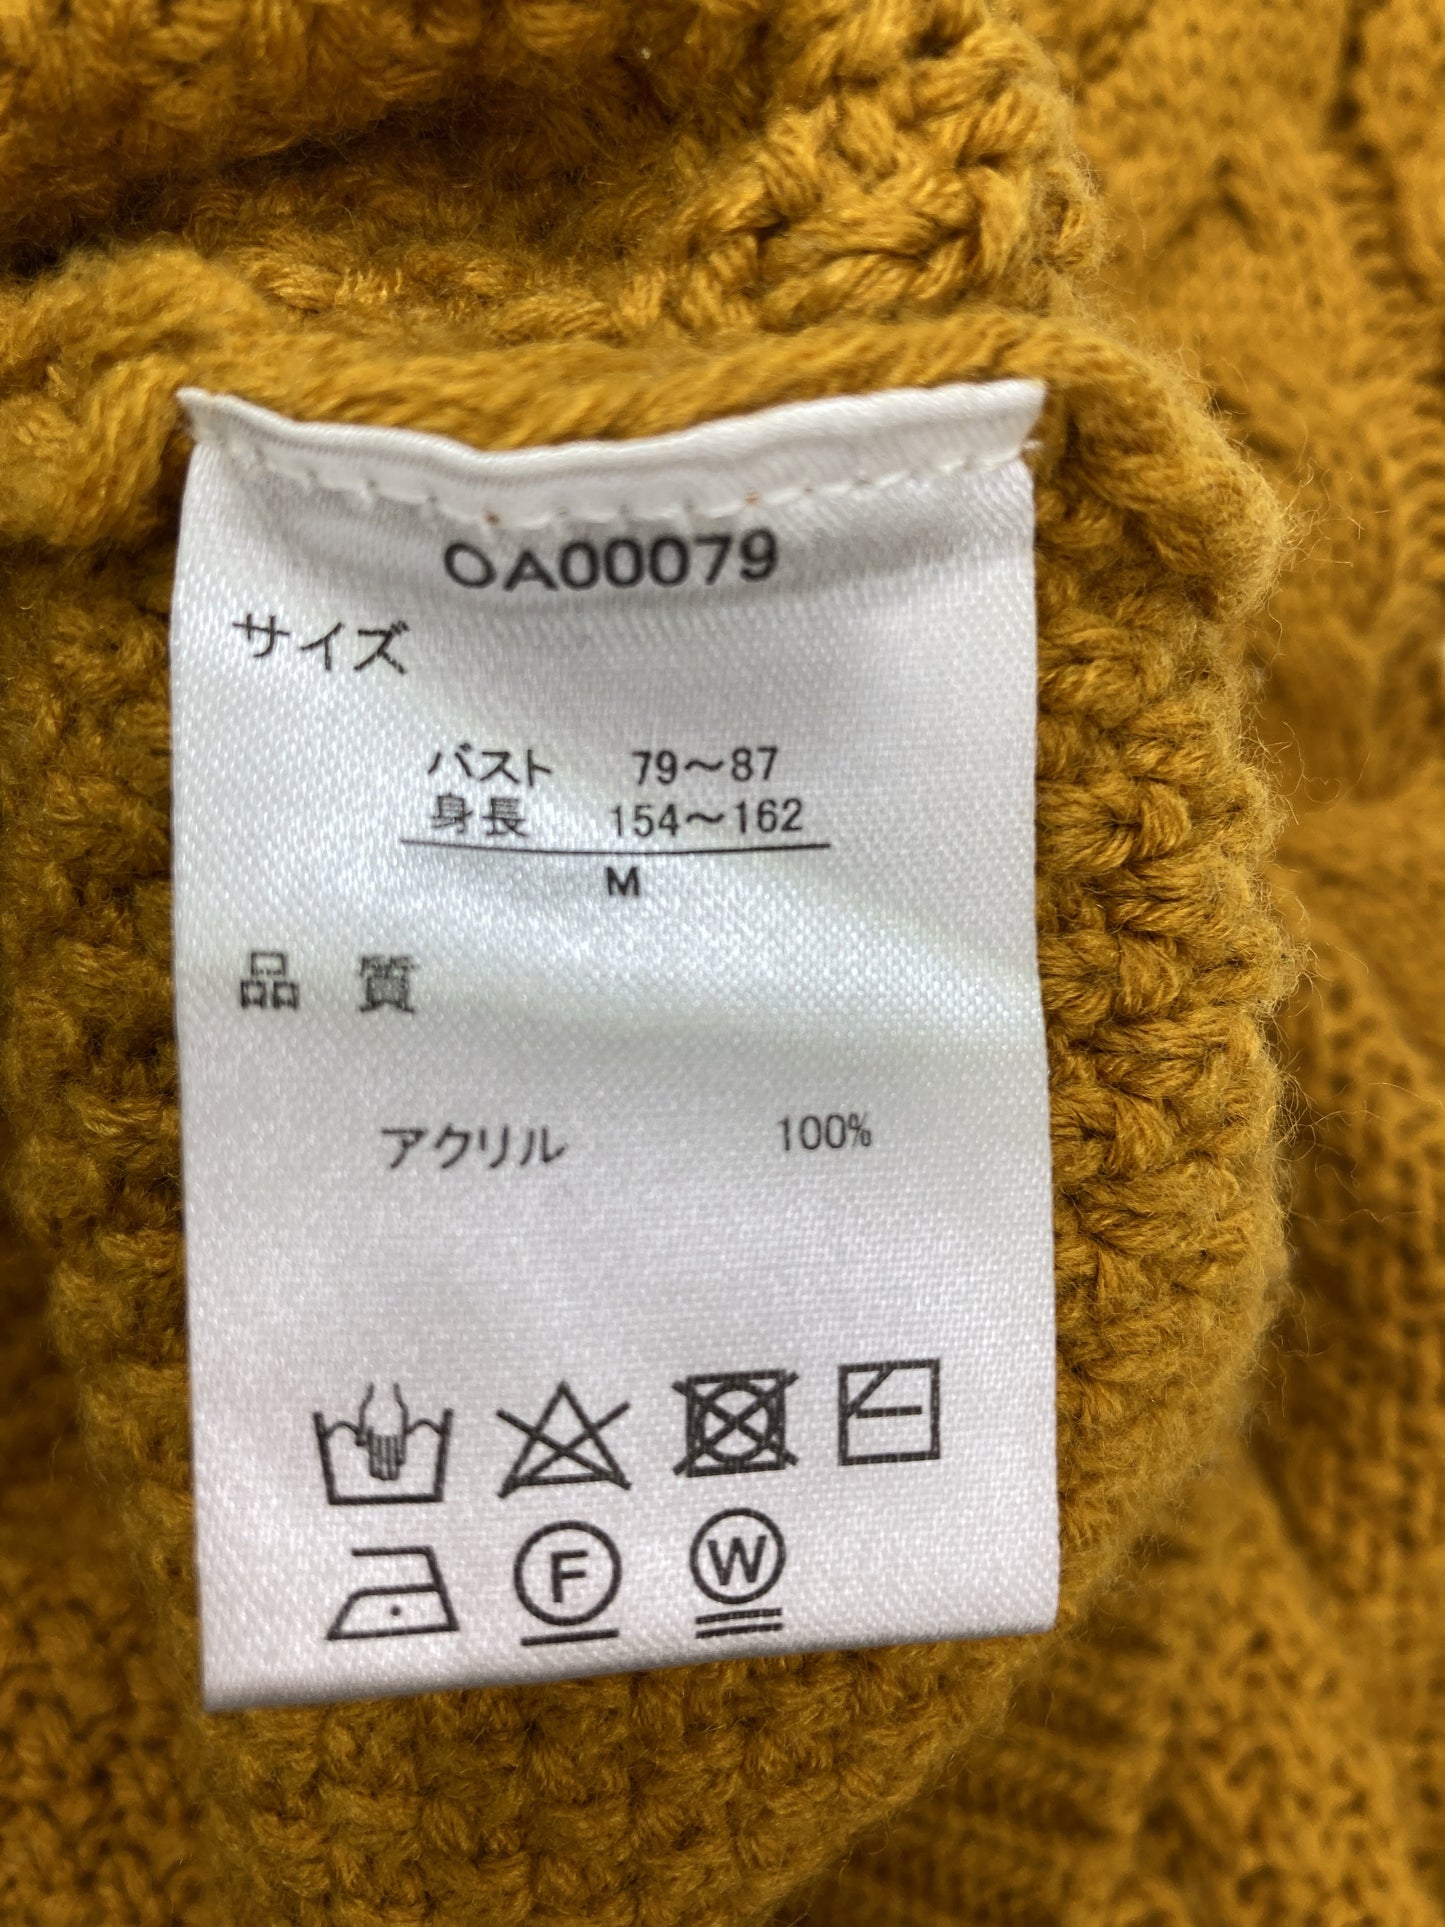 OA00079
サイズ
バスト 79～87
身長 154～162
M
品 質
アクリル 100%
F W